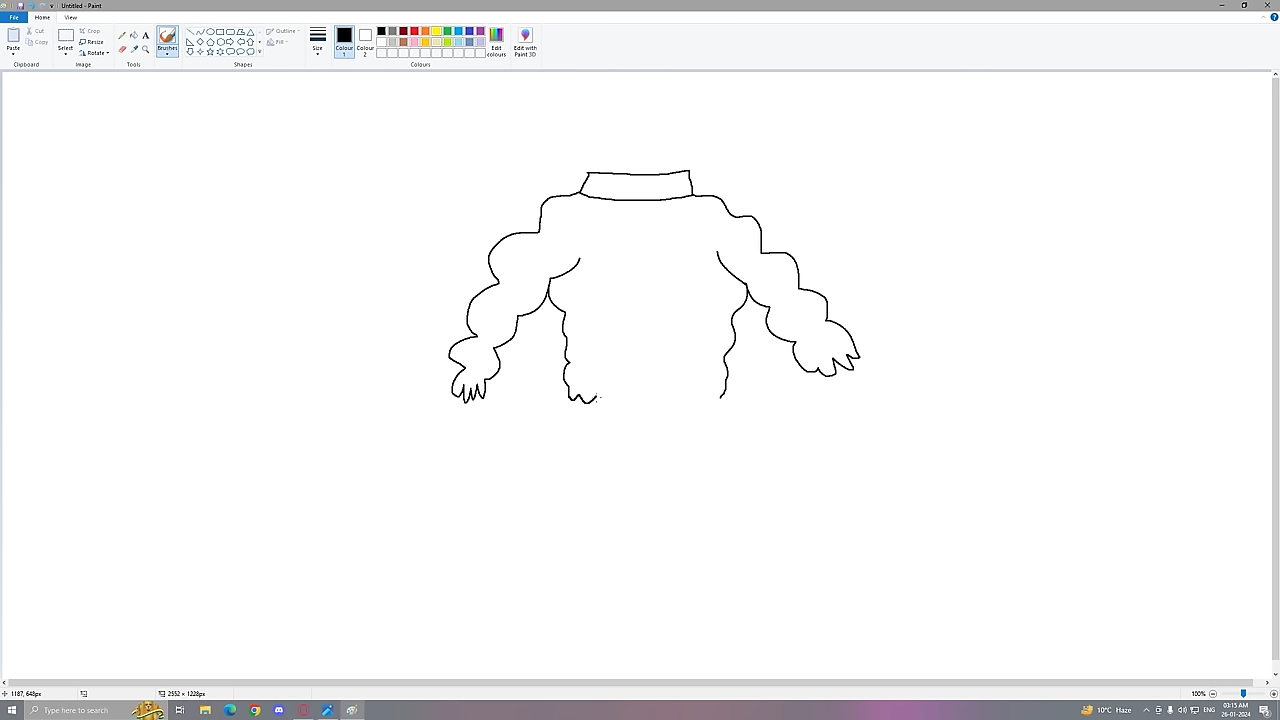 Untitled - Paint
File Home View
Paste Cut Copy Clipboard
Select Crop Resize Rotate Image
A Tools
Brushes
Outline Fill Shapes
Size
Colour 1 Colour 2
Edit colours
Edit with Paint 3D
Colours
1187, 648px 2552 × 1228px 100%
Type here to search 10°C Haze ENG 03:15 AM 26-01-2024